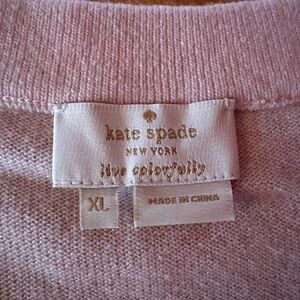 kate spade
NEW YORK
live colorfully
XL
MADE IN CHINA